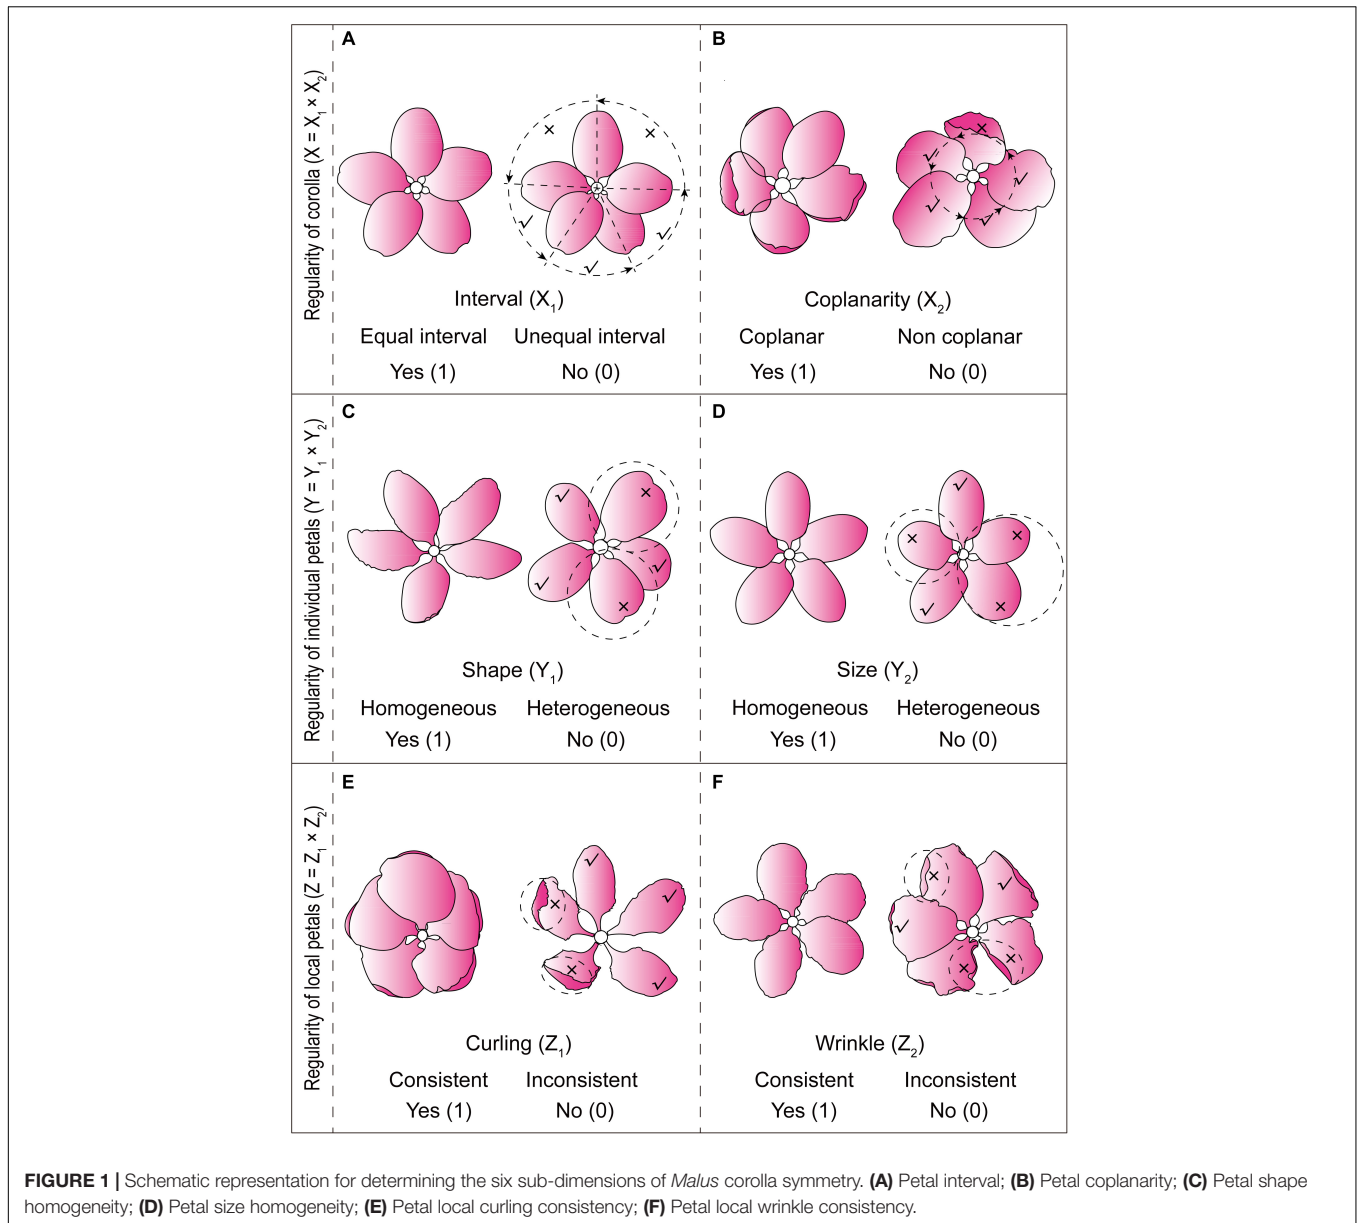 Regularity of corolla (X = X₁ × X₂)
A
× ×
✓ ✓
✓
Interval (X₁)
Equal interval Unequal interval
Yes (1) No (0)
B
×
✓ ✓
✓ ✓
Coplanarity (X₂)
Coplanar Non coplanar
Yes (1) No (0)
Regularity of individual petals (Y = Y₁ × Y₂)
C
✓ ×
✓ ✓
×
Shape (Y₁)
Homogeneous Heterogeneous
Yes (1) No (0)
D
✓
× ×
✓ ×
Size (Y₂)
Homogeneous Heterogeneous
Yes (1) No (0)
Regularity of local petals (Z = Z₁ × Z₂)
E
✓
× ✓
× ✓
Curling (Z₁)
Consistent Inconsistent
Yes (1) No (0)
F
× ✓
✓
× ×
Wrinkle (Z₂)
Consistent Inconsistent
Yes (1) No (0)
FIGURE 1 | Schematic representation for determining the six sub-dimensions of Malus corolla symmetry. (A) Petal interval; (B) Petal coplanarity; (C) Petal shape
homogeneity; (D) Petal size homogeneity; (E) Petal local curling consistency; (F) Petal local wrinkle consistency.